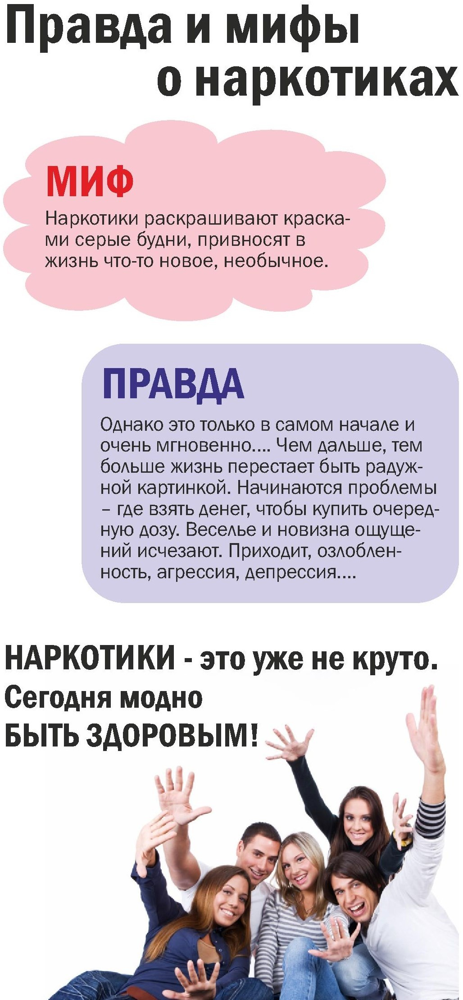 Правда и мифы
о наркотиках
МИФ
Наркотики раскрашивают краска-
ми серые будни, привносят в
жизнь что-то новое, необычное.
ПРАВДА
Однако это только в самом начале и
очень мгновенно.... Чем дальше, тем
больше жизнь перестает быть радуж-
ной картинкой. Начинаются проблемы
– где взять денег, чтобы купить очеред-
ную дозу. Веселье и новизна ощуще-
ний исчезают. Приходит, озлоблен-
ность, агрессия, депрессия....
НАРКОТИКИ - это уже не круто.
Сегодня модно
БЫТЬ ЗДОРОВЫМ!